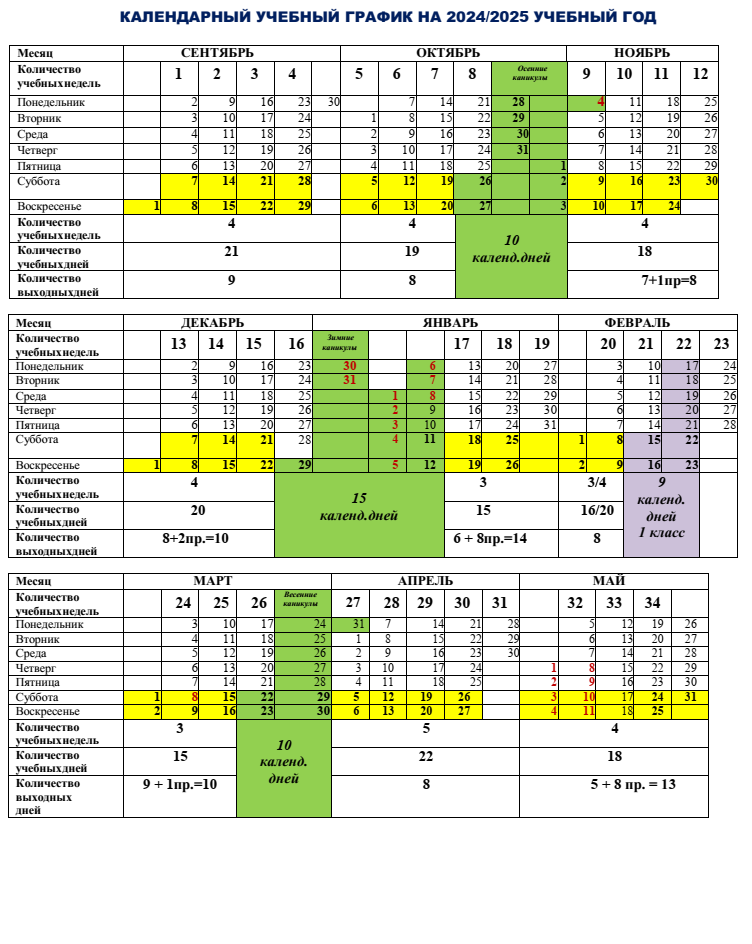 КАЛЕНДАРНЫЙ УЧЕБНЫЙ ГРАФИК НА 2024/2025 УЧЕБНЫЙ ГОД
Месяц СЕНТЯБРЬ ОКТЯБРЬ НОЯБРЬ
Количество учебныхнедель 1 2 3 4 5 6 7 8 Осенние каникулы 9 10 11 12
Понедельник 2 9 16 23 30 7 14 21 28 4 11 18 25
Вторник 3 10 17 24 1 8 15 22 29 5 12 19 26
Среда 4 11 18 25 2 9 16 23 30 6 13 20 27
Четверг 5 12 19 26 3 10 17 24 31 7 14 21 28
Пятница 6 13 20 27 4 11 18 25 1 8 15 22 29
Суббота 7 14 21 28 5 12 19 26 2 9 16 23 30
Воскресенье 1 8 15 22 29 6 13 20 27 3 10 17 24
Количество учебныхнедель 4 4 10 календ.дней 4
Количество учебныхдней 21 19 18
Количество выходныхдней 9 8 7+1пр=8
Месяц ДЕКАБРЬ ЯНВАРЬ ФЕВРАЛЬ
Количество учебныхнедель 13 14 15 16 Зимние каникулы 17 18 19 20 21 22 23
Понедельник 2 9 16 23 30 6 13 20 27 3 10 17 24
Вторник 3 10 17 24 31 7 14 21 28 4 11 18 25
Среда 4 11 18 25 1 8 15 22 29 5 12 19 26
Четверг 5 12 19 26 2 9 16 23 30 6 13 20 27
Пятница 6 13 20 27 3 10 17 24 31 7 14 21 28
Суббота 7 14 21 28 4 11 18 25 1 8 15 22
Воскресенье 1 8 15 22 29 5 12 19 26 2 9 16 23
Количество учебныхнедель 4 15 календ.дней 3 3/4 9 календ. дней 1 класс
Количество учебныхдней 20 15 16/20
Количество выходныхдней 8+2пр.=10 6 + 8пр.=14 8
Месяц МАРТ АПРЕЛЬ МАЙ
Количество учебныхнедель 24 25 26 Весенние каникулы 27 28 29 30 31 32 33 34
Понедельник 3 10 17 24 31 7 14 21 28 5 12 19 26
Вторник 4 11 18 25 1 8 15 22 29 6 13 20 27
Среда 5 12 19 26 2 9 16 23 30 7 14 21 28
Четверг 6 13 20 27 3 10 17 24 1 8 15 22 29
Пятница 7 14 21 28 4 11 18 25 2 9 16 23 30
Суббота 1 8 15 22 29 5 12 19 26 3 10 17 24 31
Воскресенье 2 9 16 23 30 6 13 20 27 4 11 18 25
Количество учебныхнедель 3 10 календ. дней 5 4
Количество учебныхдней 15 22 18
Количество выходных дней 9 + 1пр.=10 8 5 + 8 пр. = 13